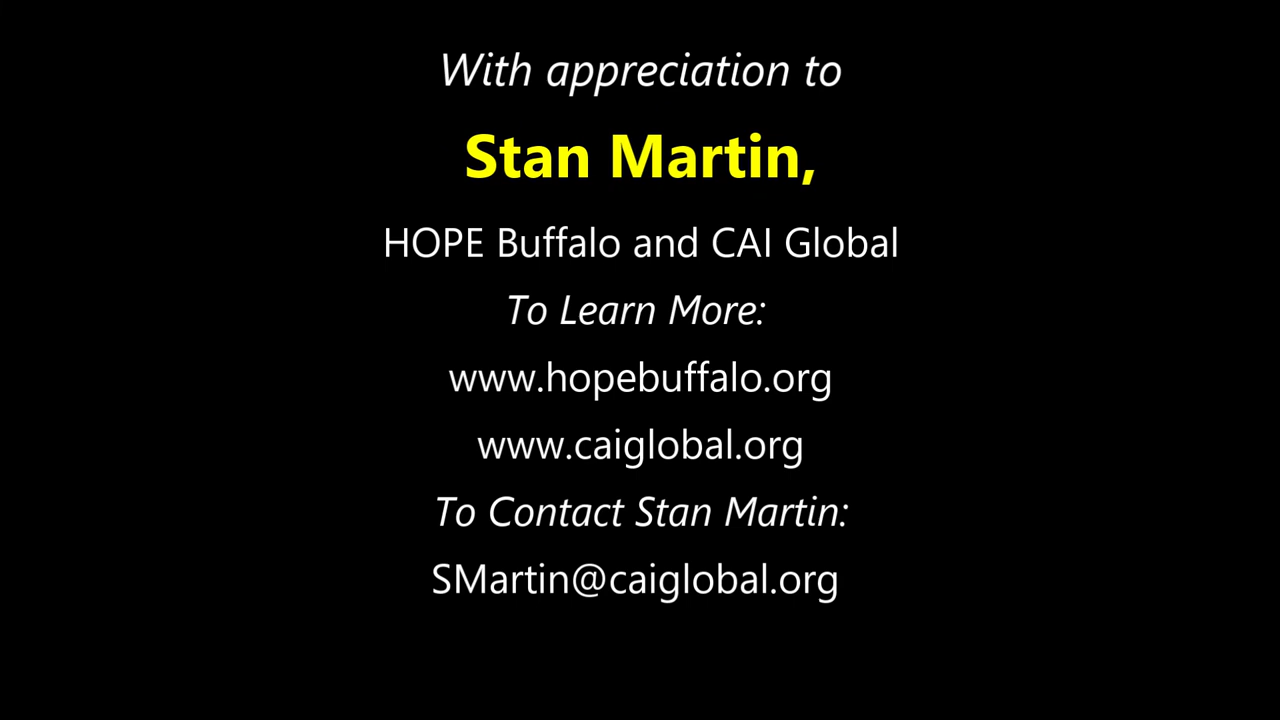 With appreciation to
Stan Martin,
HOPE Buffalo and CAI Global
To Learn More:
www.hopebuffalo.org
www.caiglobal.org
To Contact Stan Martin:
SMartin@caiglobal.org